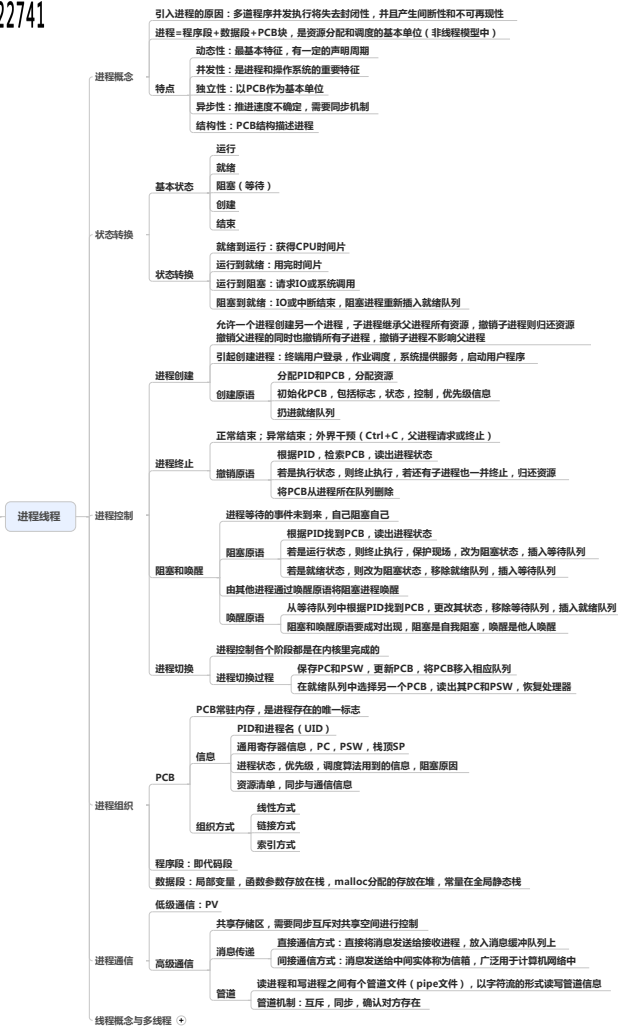 22741
引入进程的原因：多道程序并发执行将失去封闭性，并且产生间断性和不可再现性
进程=程序段+数据段+PCB块，是资源分配和调度的基本单位（非线程模型中）
动态性：最基本特征，有一定的声明周期
并发性：是进程和操作系统的重要特征
进程概念
特点
独立性：以PCB作为基本单位
异步性：推进速度不确定，需要同步机制
结构性：PCB结构描述进程
运行
就绪
基本状态
阻塞（等待）
创建
结束
状态转换
就绪到运行：获得CPU时间片
运行到就绪：用完时间片
状态转换
运行到阻塞：请求IO或系统调用
阻塞到就绪：IO或中断结束，阻塞进程重新插入就绪队列
允许一个进程创建另一个进程，子进程继承父进程所有资源，撤销子进程则归还资源
撤销父进程的同时也撤销所有子进程，撤销子进程不影响父进程
引起创建进程：终端用户登录，作业调度，系统提供服务，启动用户程序
进程创建
分配PID和PCB，分配资源
创建原语
初始化PCB，包括标志，状态，控制，优先级信息
扔进就绪队列
正常结束；异常结束；外界干预（Ctrl+C，父进程请求或终止）
进程终止
根据PID，检索PCB，读出进程状态
撤销原语
若是执行状态，则终止执行，若还有子进程也一并终止，归还资源
将PCB从进程所在队列删除
进程线程
进程控制
进程等待的事件未到来，自己阻塞自己
根据PID找到PCB，读出进程状态
阻塞原语
若是运行状态，则终止执行，保护现场，改为阻塞状态，插入等待队列
阻塞和唤醒
若是就绪状态，则改为阻塞状态，移除就绪队列，插入等待队列
由其他进程通过唤醒原语将阻塞进程唤醒
从等待队列中根据PID找到PCB，更改其状态，移除等待队列，插入就绪队列
唤醒原语
阻塞和唤醒原语要成对出现，阻塞是自我阻塞，唤醒是他人唤醒
进程控制各个阶段都是在内核里完成的
进程切换
保存PC和PSW，更新PCB，将PCB移入相应队列
进程切换过程
在就绪队列中选择另一个PCB，读出其PC和PSW，恢复处理器
PCB常驻内存，是进程存在的唯一标志
PID和进程名（UID）
通用寄存器信息，PC，PSW，栈顶SP
信息
进程状态，优先级，调度算法用到的信息，阻塞原因
PCB
资源清单，同步与通信信息
进程组织
线性方式
组织方式
链接方式
索引方式
程序段：即代码段
数据段：局部变量，函数参数存放在栈，malloc分配的存放在堆，常量在全局静态栈
低级通信：PV
共享存储区，需要同步互斥对共享空间进行控制
直接通信方式：直接将消息发送给接收进程，放入消息缓冲队列上
消息传递
进程通信
高级通信
间接通信方式：消息发送给中间实体称为信箱，广泛用于计算机网络中
读进程和写进程之间有个管道文件（pipe文件），以字符流的形式读写管道信息
管道
管道机制：互斥，同步，确认对方存在
线程概念与多线程